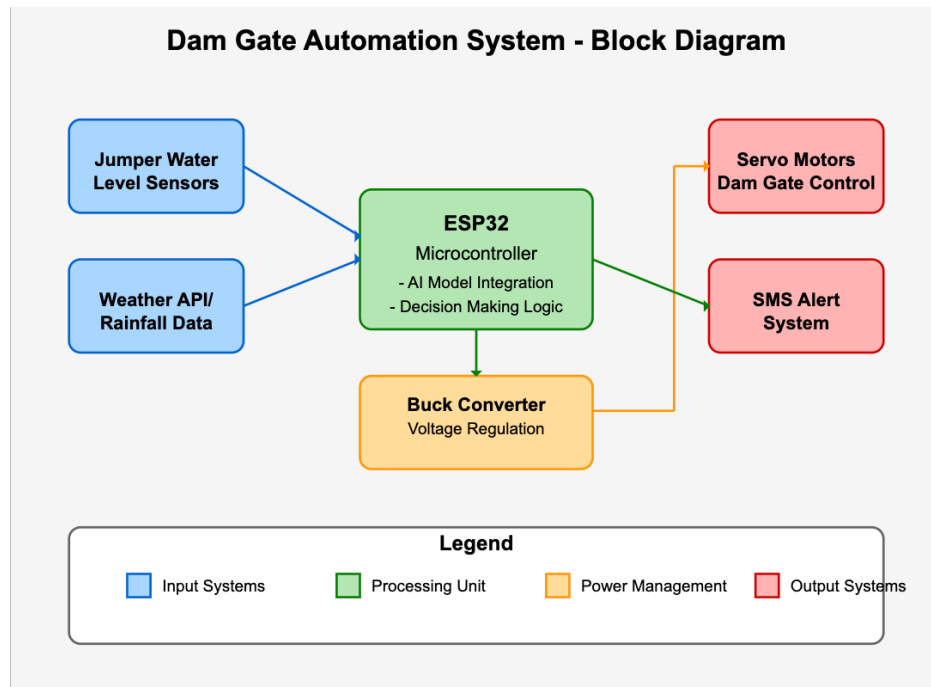 Dam Gate Automation System - Block Diagram
Jumper Water
Level Sensors
Weather API/
Rainfall Data
ESP32
Microcontroller
- AI Model Integration
- Decision Making Logic
Buck Converter
Voltage Regulation
Servo Motors
Dam Gate Control
SMS Alert
System
Legend
Input Systems
Processing Unit
Power Management
Output Systems